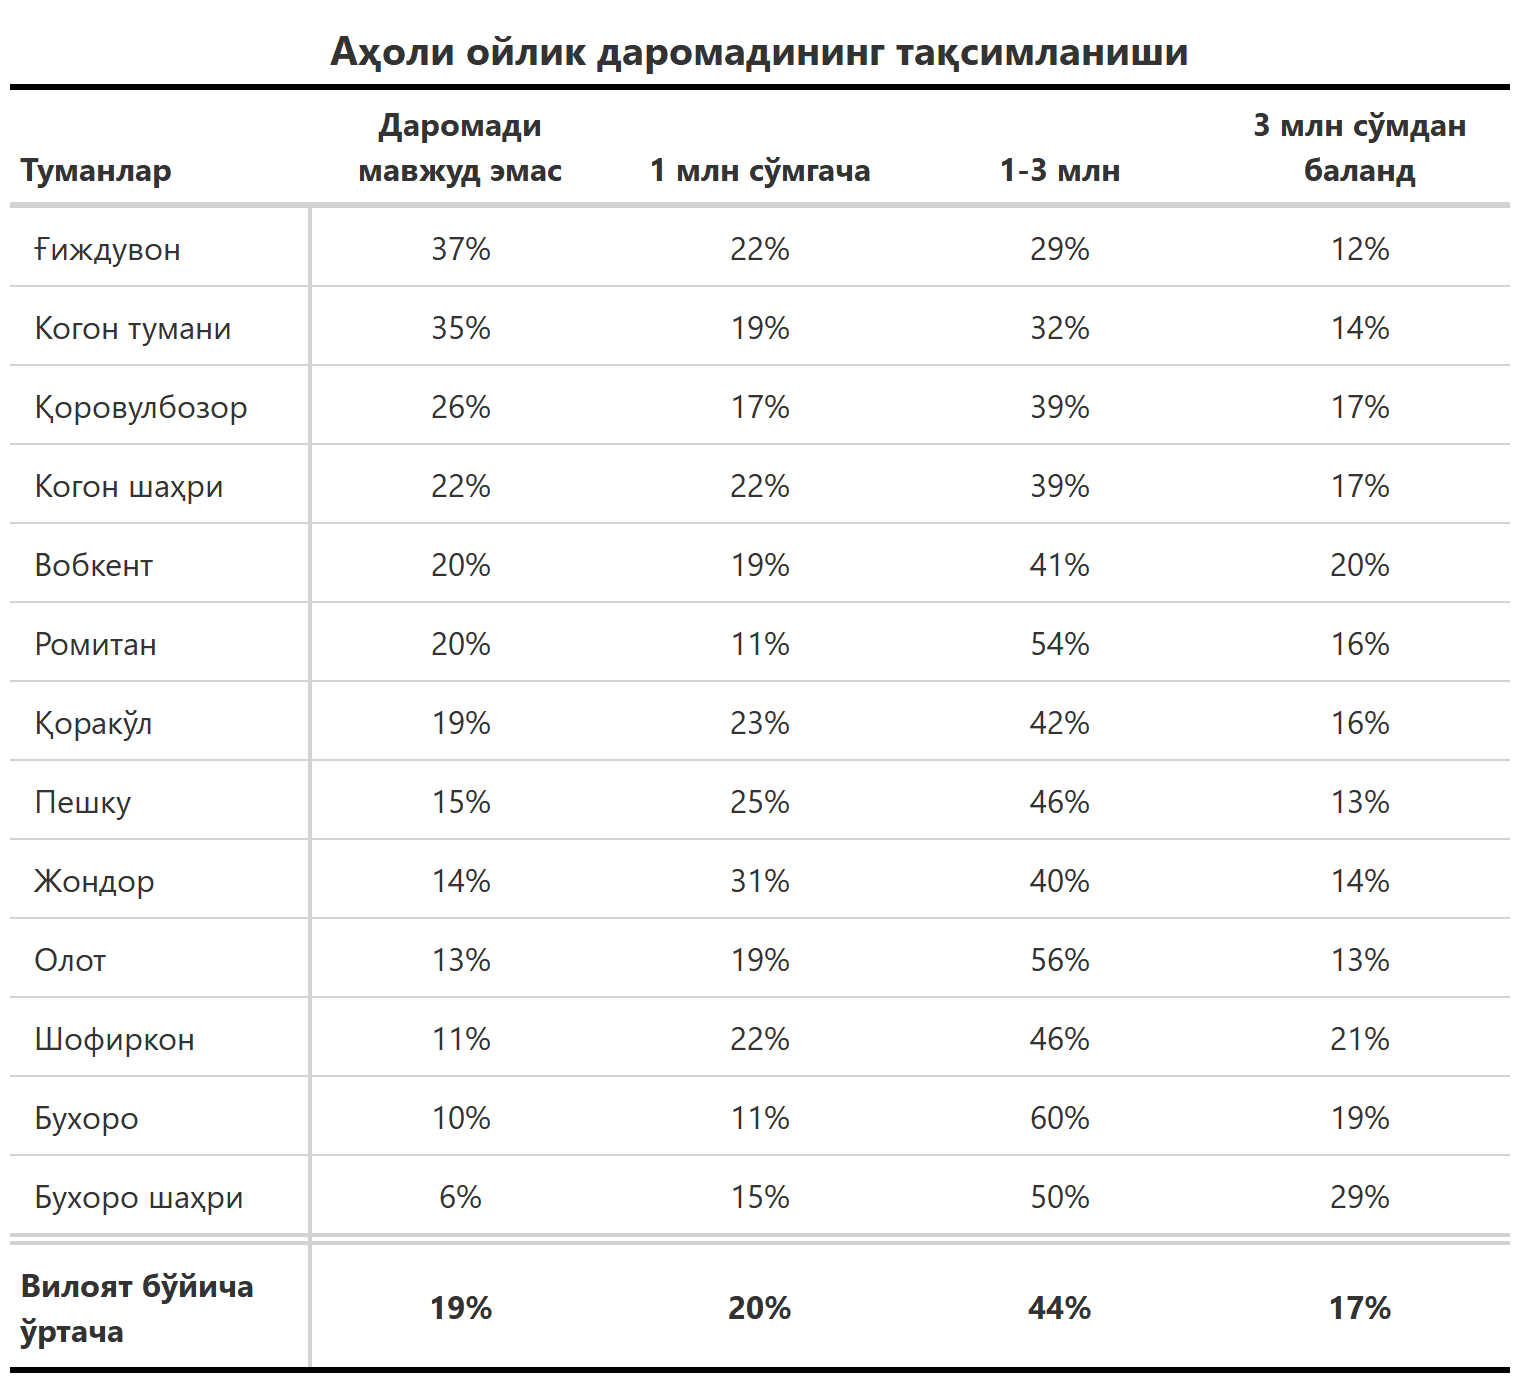 Аҳоли ойлик даромадининг тақсимланиши
Туманлар Даромади мавжуд эмас 1 млн сўмгача 1-3 млн 3 млн сўмдан баланд
Ғиждувон 37% 22% 29% 12%
Когон тумани 35% 19% 32% 14%
Қоровулбозор 26% 17% 39% 17%
Когон шаҳри 22% 22% 39% 17%
Вобкент 20% 19% 41% 20%
Ромитан 20% 11% 54% 16%
Қоракўл 19% 23% 42% 16%
Пешку 15% 25% 46% 13%
Жондор 14% 31% 40% 14%
Олот 13% 19% 56% 13%
Шофиркон 11% 22% 46% 21%
Бухоро 10% 11% 60% 19%
Бухоро шаҳри 6% 15% 50% 29%
Вилоят бўйича ўртача 19% 20% 44% 17%